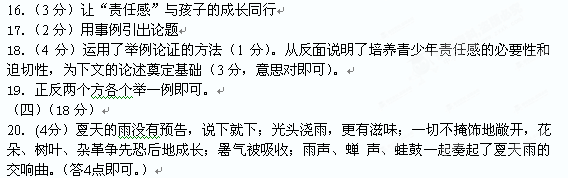 16.（3分）让“责任感”与孩子的成长同行
17.（2分）用事例引出论题
18.（4 分）运用了举例论证的方法（1 分）。从反面说明了培养青少年责任感的必要性和
迫切性，为下文的论述奠定基础（3分，意思对即可）。
19. 正反两个方各个举一例即可。
（四）(18 分)
20. (4分）夏天的雨没有预告，说下就下；光头浇雨，更有滋味；一切不掩饰地敞开，花
朵、树叶、杂草争先恐后地成长；暑气被吸收；雨声、蝉 声、蛙鼓一起奏起了夏天雨的
交响曲。（答4点即可。）